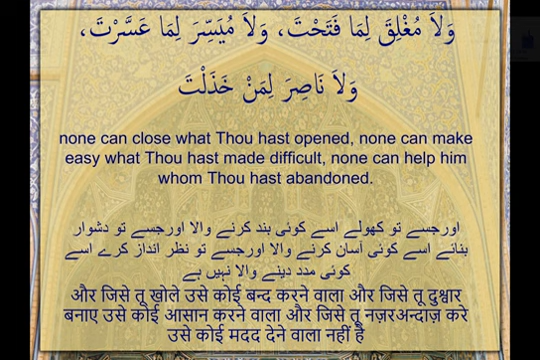 وَلاَ مُغْلِقَ لِمَا فَتَحْتَ، وَلاَ مُيَسِّرَ لِمَا عَسَّرْتَ،
وَلاَ نَاصِرَ لِمَنْ خَذَلْتَ
none can close what Thou hast opened, none can make
easy what Thou hast made difficult, none can help him
whom Thou hast abandoned.
اورجسے تو کھولے اسے کوئی بند کرنے والا اورجسے تو دشوار
بنائے اسے کوئی آسان کرنے والا اورجسے تو نظر انداز کرے اسے
کوئی مدد دینے والا نہیں ہے
और जिसे तू खोले उसे कोई बन्द करने वाला और जिसे तू दुश्वार
बनाए उसे कोई आसान करने वाला और जिसे तू नज़रअन्दाज़ करे
उसे कोई मदद देने वाला नहीं है